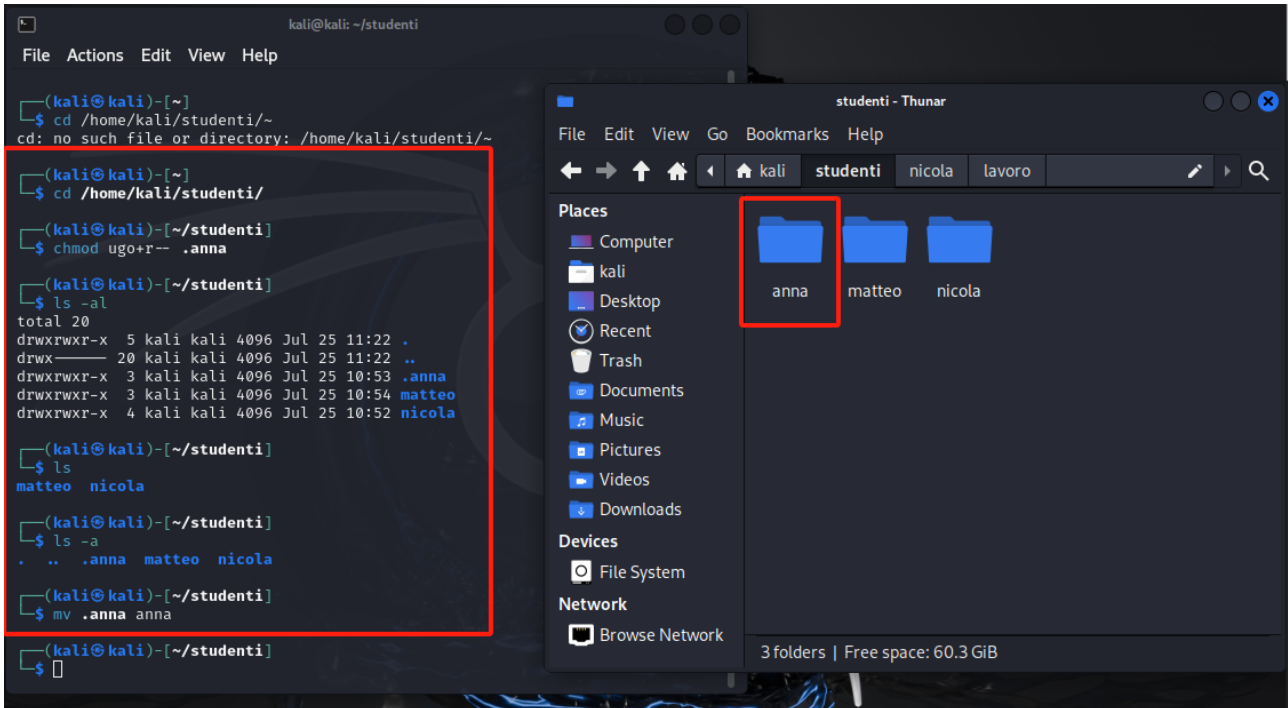 kali@kali: ~/studenti
File Actions Edit View Help
┌──(kali㉿kali)-[~]
└─$ cd /home/kali/studenti/~
cd: no such file or directory: /home/kali/studenti/~
┌──(kali㉿kali)-[~]
└─$ cd /home/kali/studenti/
┌──(kali㉿kali)-[~/studenti]
└─$ chmod ugo+r-- .anna
┌──(kali㉿kali)-[~/studenti]
└─$ ls -al
total 20
drwxrwxr-x 5 kali kali 4096 Jul 25 11:22 .
drwx------ 20 kali kali 4096 Jul 25 11:22 ..
drwxrwxr-x 3 kali kali 4096 Jul 25 10:53 .anna
drwxrwxr-x 3 kali kali 4096 Jul 25 10:54 matteo
drwxrwxr-x 4 kali kali 4096 Jul 25 10:52 nicola
┌──(kali㉿kali)-[~/studenti]
└─$ ls
matteo nicola
┌──(kali㉿kali)-[~/studenti]
└─$ ls -a
. .. .anna matteo nicola
┌──(kali㉿kali)-[~/studenti]
└─$ mv .anna anna
┌──(kali㉿kali)-[~/studenti]
└─$
studenti - Thunar
File Edit View Go Bookmarks Help
kali studenti nicola lavoro
Places
Computer
kali
Desktop
Recent
Trash
Documents
Music
Pictures
Videos
Downloads
Devices
File System
Network
Browse Network
anna matteo nicola
3 folders | Free space: 60.3 GiB